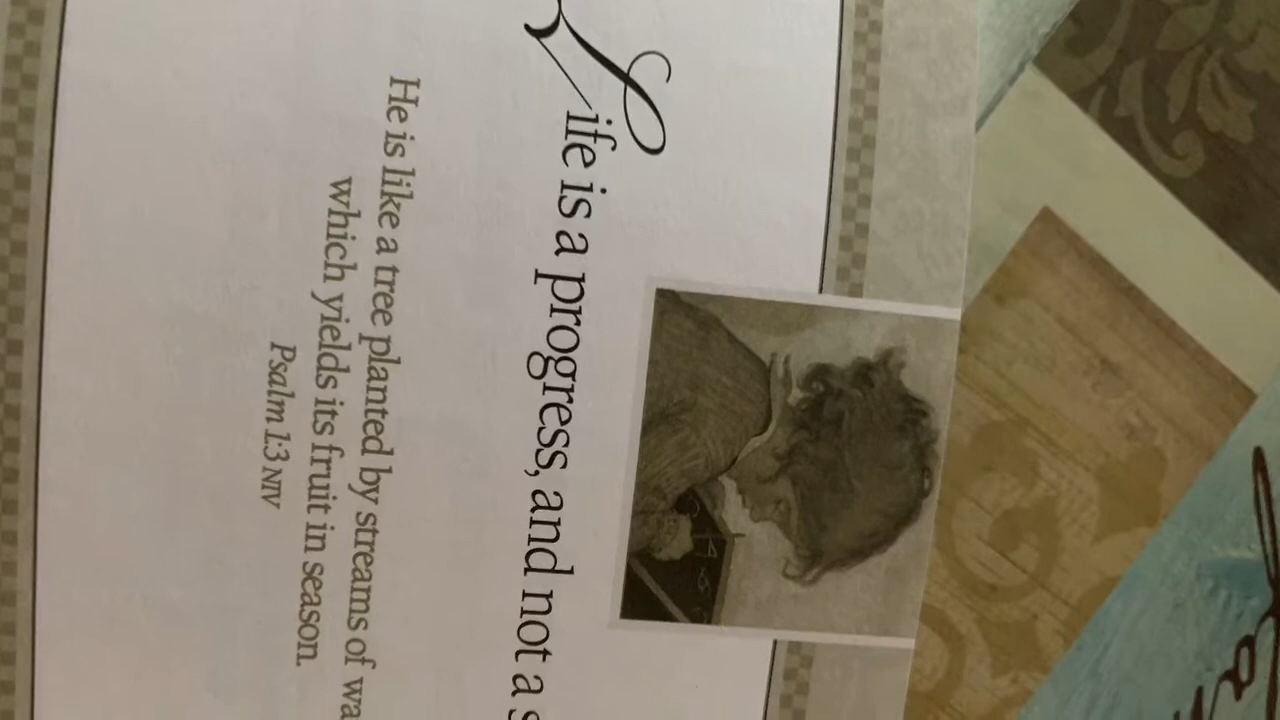 Life is a progress, and not a
He is like a tree planted by streams of
which yields its fruit in season.
Psalm 1:3 NIV